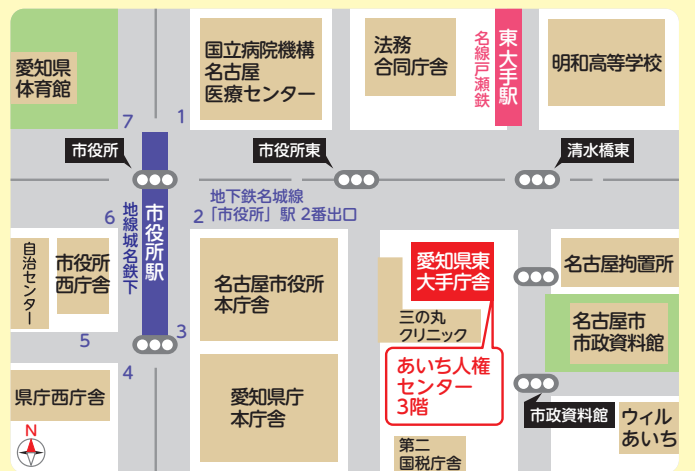 愛知県
体育館
国立病院機構
名古屋
医療センター
法務
合同庁舎
東大手駅
名鉄瀬戸線
明和高等学校
7
1
市役所
市役所東
清水橋東
6
地下鉄名城線
市役所駅
2
地下鉄名城線
「市役所」駅 2番出口
自治センター
市役所
西庁舎
名古屋市役所
本庁舎
愛知県東
大手庁舎
名古屋拘置所
三の丸
クリニック
名古屋市
市政資料館
5
3
4
あいち人権
センター
3階
県庁西庁舎
愛知県庁
本庁舎
市政資料館
ウィル
あいち
N
第二
国税庁舎